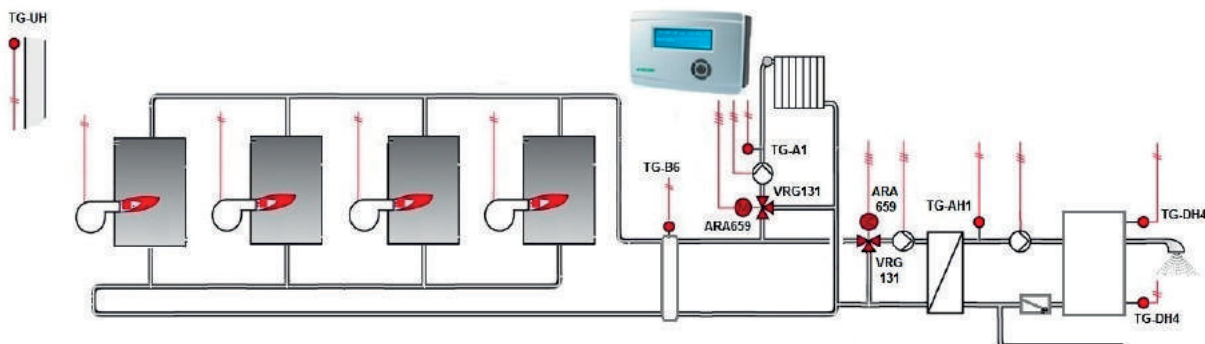 TG-UH
TG-B6
TG-A1
VRG131
ARA659
ARA
659
VRG
131
TG-AH1
TG-DH4
TG-DH4